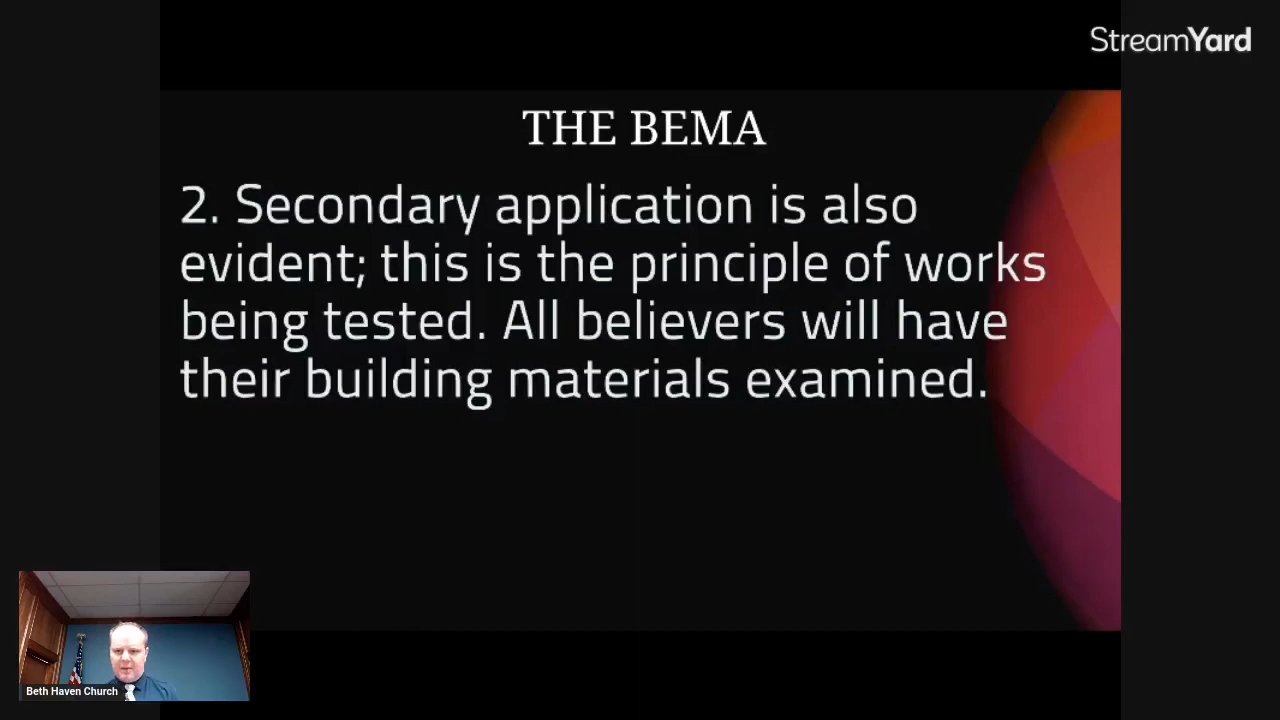 StreamYard
THE BEMA
2. Secondary application is also
evident; this is the principle of works
being tested. All believers will have
their building materials examined.
Beth Haven Church